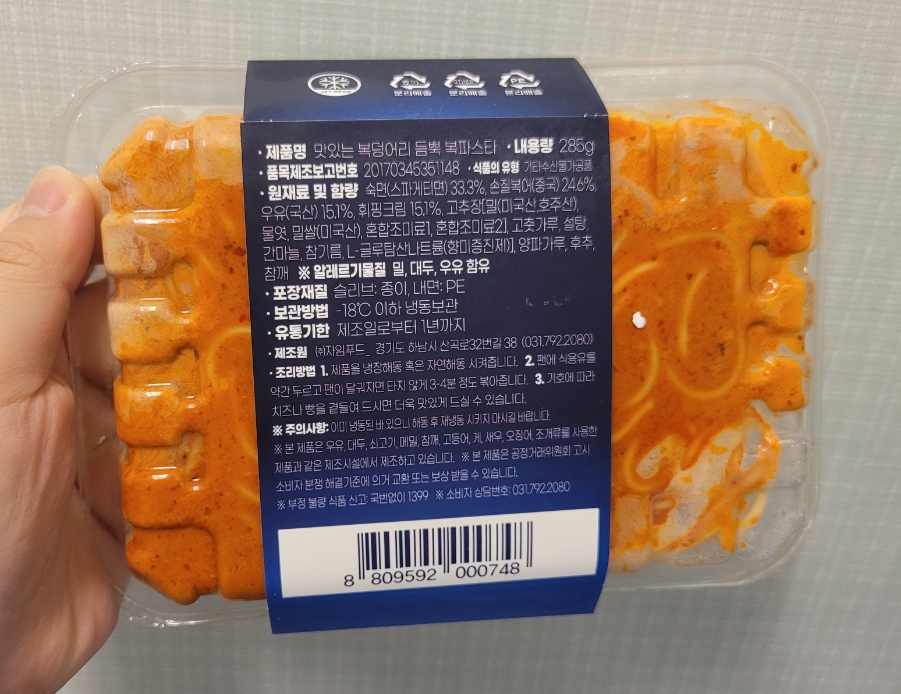 종이
분리배출
OTHER
분리배출
PE
분리배출
· 제품명 맛있는 복덩어리 듬뿍 복파스타 · 내용량 285g
· 품목제조보고번호 20170345351148 · 식품의 유형 기타수산물가공품
· 원재료 및 함량 숙면(스파게티면) 33.3%, 손질복어(중국) 24.6%,
우유(국산) 15.1%, 휘핑크림 15.1%, 고추장[밀(미국산,호주산),
물엿, 밀쌀(미국산), 혼합조미료1, 혼합조미료2], 고춧가루, 설탕,
간마늘, 참기름, L-글루탐산나트륨(향미증진제)], 양파가루, 후추,
참깨 ※ 알레르기물질 밀, 대두, 우유 함유
· 포장재질 슬리브: 종이, 내면: PE
· 보관방법 -18℃ 이하 냉동보관
· 유통기한 제조일로부터 1년까지
· 제조원 ㈜자임푸드_ 경기도 하남시 산곡로32번길 38 (031.792.2080)
· 조리방법 1. 제품을 냉장해동 혹은 자연해동 시켜줍니다. 2. 팬에 식용유를
약간 두르고 팬이 달궈지면 타지 않게 3-4분 정도 볶아줍니다. 3. 기호에 따라
치즈나 빵을 곁들여 드시면 더욱 맛있게 드실 수 있습니다.
※ 주의사항: 이미 냉동된 바 있으니 해동 후 재냉동 시키지 마시길 바랍니다.
※ 본 제품은 우유, 대두, 쇠고기, 메밀, 참깨, 고등어, 게, 새우, 오징어, 조개류를 사용한
제품과 같은 제조시설에서 제조하고 있습니다. ※ 본 제품은 공정거래위원회 고시
소비자 분쟁 해결기준에 의거 교환 또는 보상 받을 수 있습니다.
※ 부정 불량 식품 신고: 국번없이 1399 ※ 소비자 상담번호: 031.792.2080
8 809592 000748